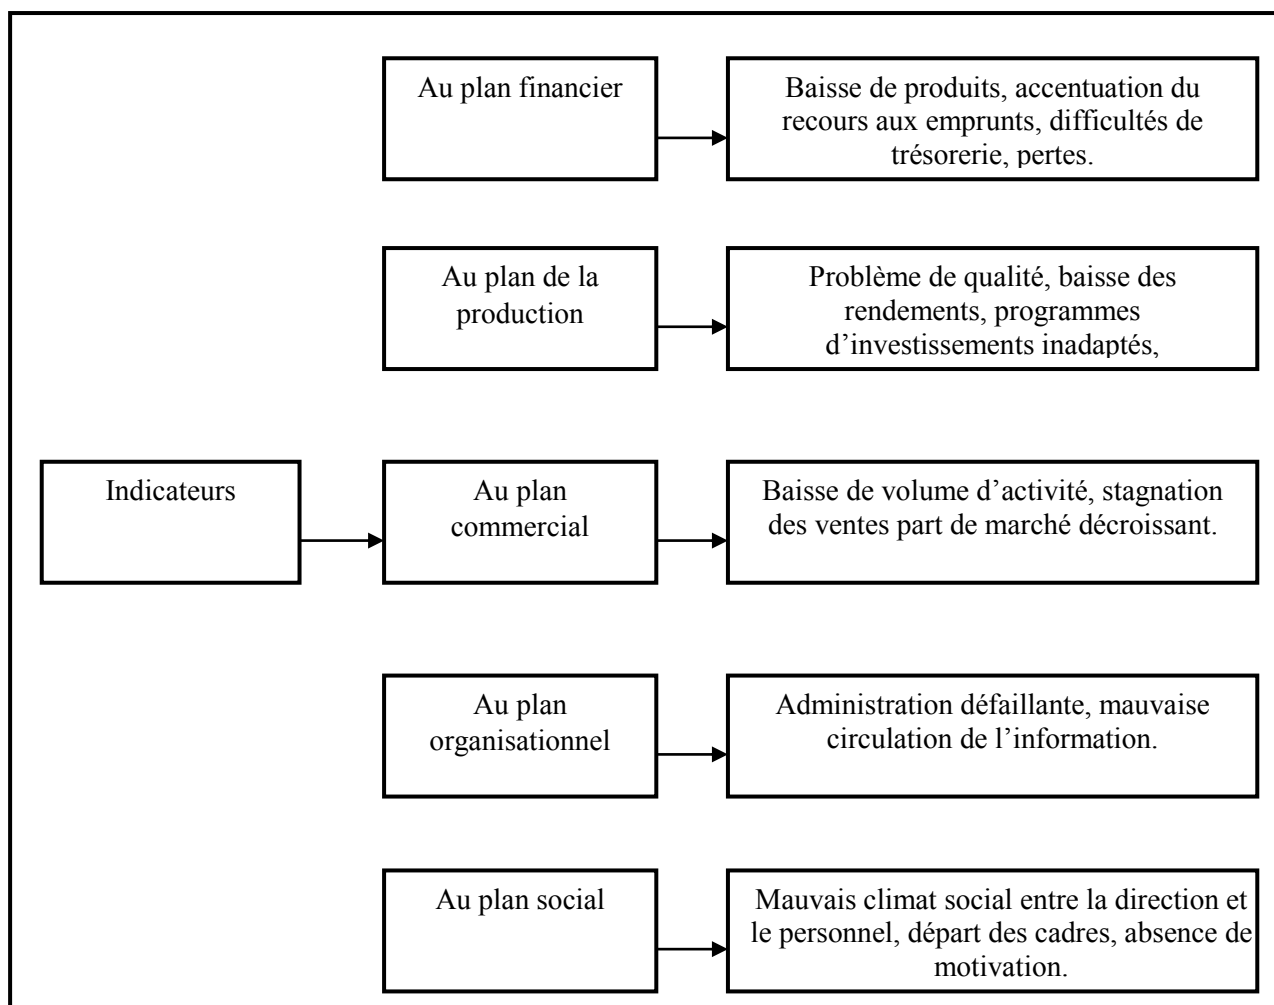 Au plan financier
Baisse de produits, accentuation du
recours aux emprunts, difficultés de
trésorerie, pertes.
Au plan de la
production
Problème de qualité, baisse des
rendements, programmes
d’investissements inadaptés,
Indicateurs
Au plan
commercial
Baisse de volume d’activité, stagnation
des ventes part de marché décroissant.
Au plan
organisationnel
Administration défaillante, mauvaise
circulation de l’information.
Au plan social
Mauvais climat social entre la direction et
le personnel, départ des cadres, absence de
motivation.